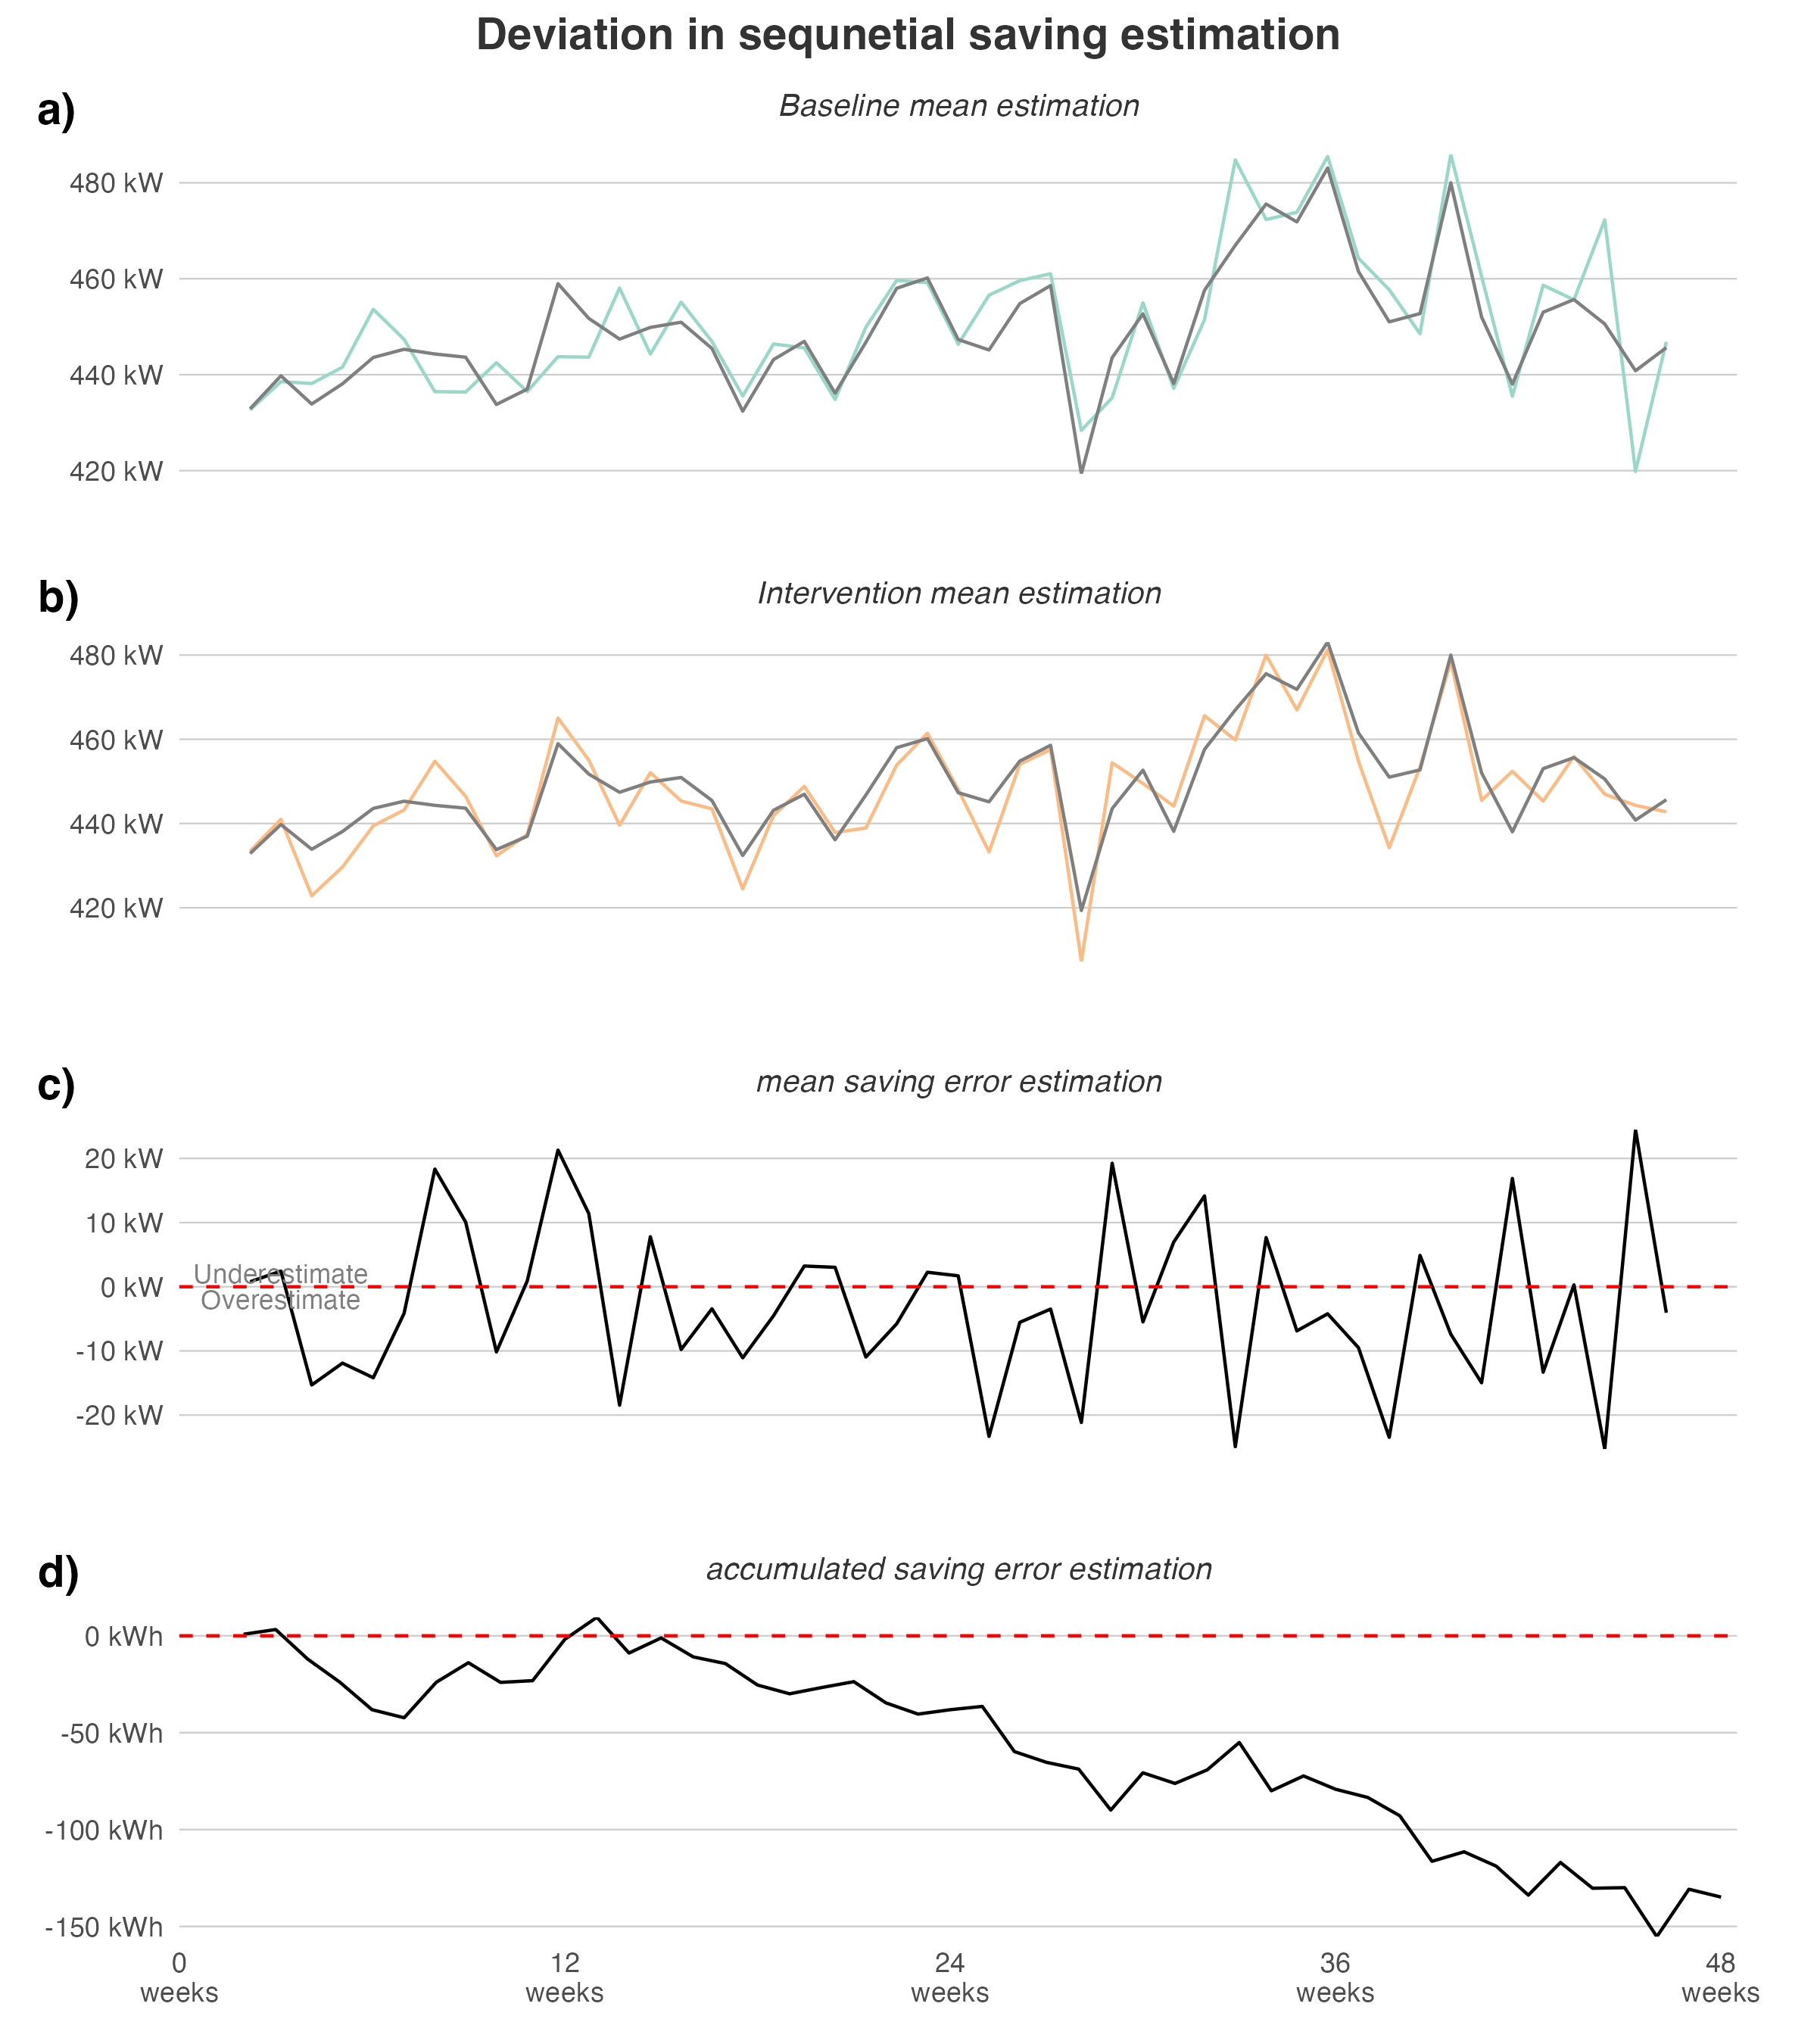 Deviation in sequnetial saving estimation
a)
Baseline mean estimation
480 kW
460 kW
440 kW
420 kW
b)
Intervention mean estimation
480 kW
460 kW
440 kW
420 kW
c)
mean saving error estimation
20 kW
10 kW
Underestimate
0 kW
Overestimate
-10 kW
-20 kW
d)
accumulated saving error estimation
0 kWh
-50 kWh
-100 kWh
-150 kWh
0 12 24 36 48
weeks weeks weeks weeks weeks